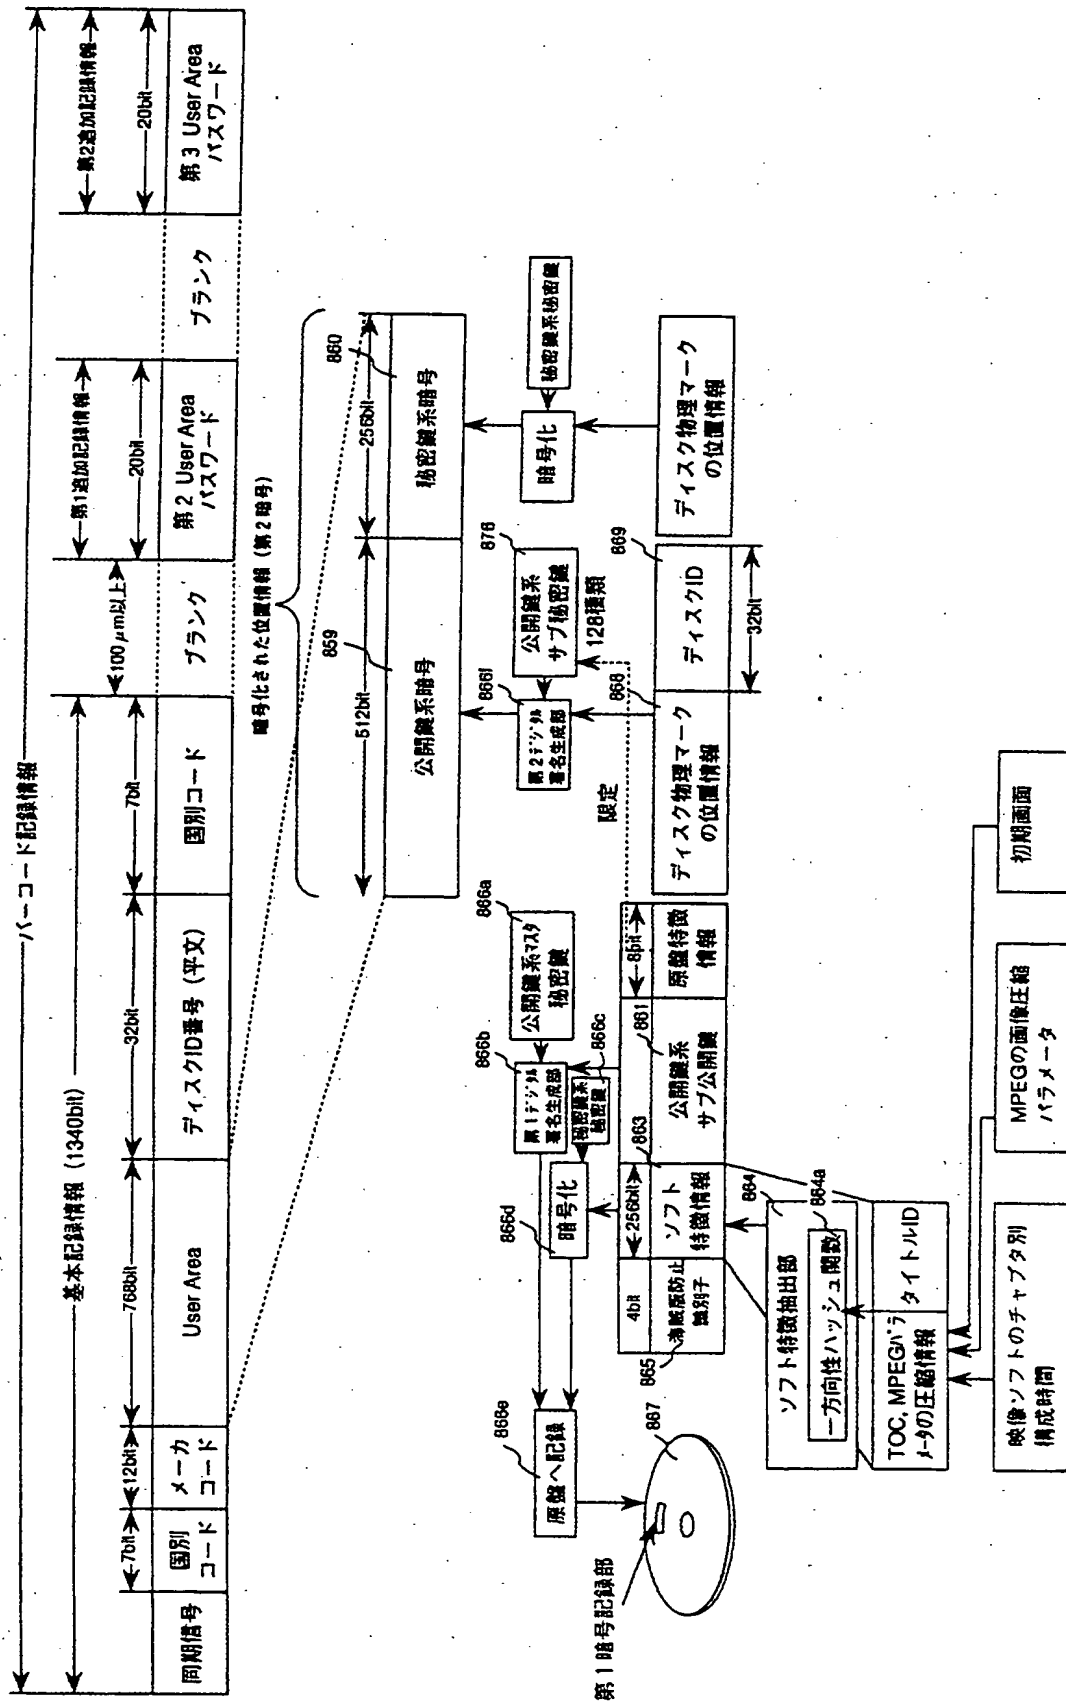 バーコード記録情報
基本記録情報 (1340bit)
第1追加記録情報
第2追加記録情報
7bit
12bit
768bit
32bit
7bit
100μm以上
20bit
20bit
同期信号
国別
コード
メーカ
コード
User Area
ディスクID番号 (平文)
国別コード
ブランク
第2 User Area
パスワード
ブランク
第3 User Area
パスワード
暗号化された位置情報 (第2暗号)
859
860
512bit
256bit
公開鍵系暗号
秘密鍵系暗号
866e
原盤へ記録
867
第1暗号記録部
866d
暗号化
866b
第1デジタル
署名生成部
866a
公開鍵系マスタ
秘密鍵
866c
秘密鍵系
秘密鍵
866f
第2デジタル
署名生成部
876
公開鍵系
サブ秘密鍵
128種類
暗号化
秘密鍵系秘密鍵
限定
865
4bit
海賊版防止
識別子
256bit
863
ソフト
特徴情報
861
公開鍵系
サブ公開鍵
8bit
原盤特徴
情報
868
ディスク物理マーク
の位置情報
869
ディスクID
32bit
ディスク物理マーク
の位置情報
864
ソフト特徴抽出部
864a
一方向性ハッシュ関数
TOC, MPEGパラ
メータの圧縮情報
タイトルID
映像ソフトのチャプタ別
構成時間
MPEGの画像圧縮
パラメータ
初期画面